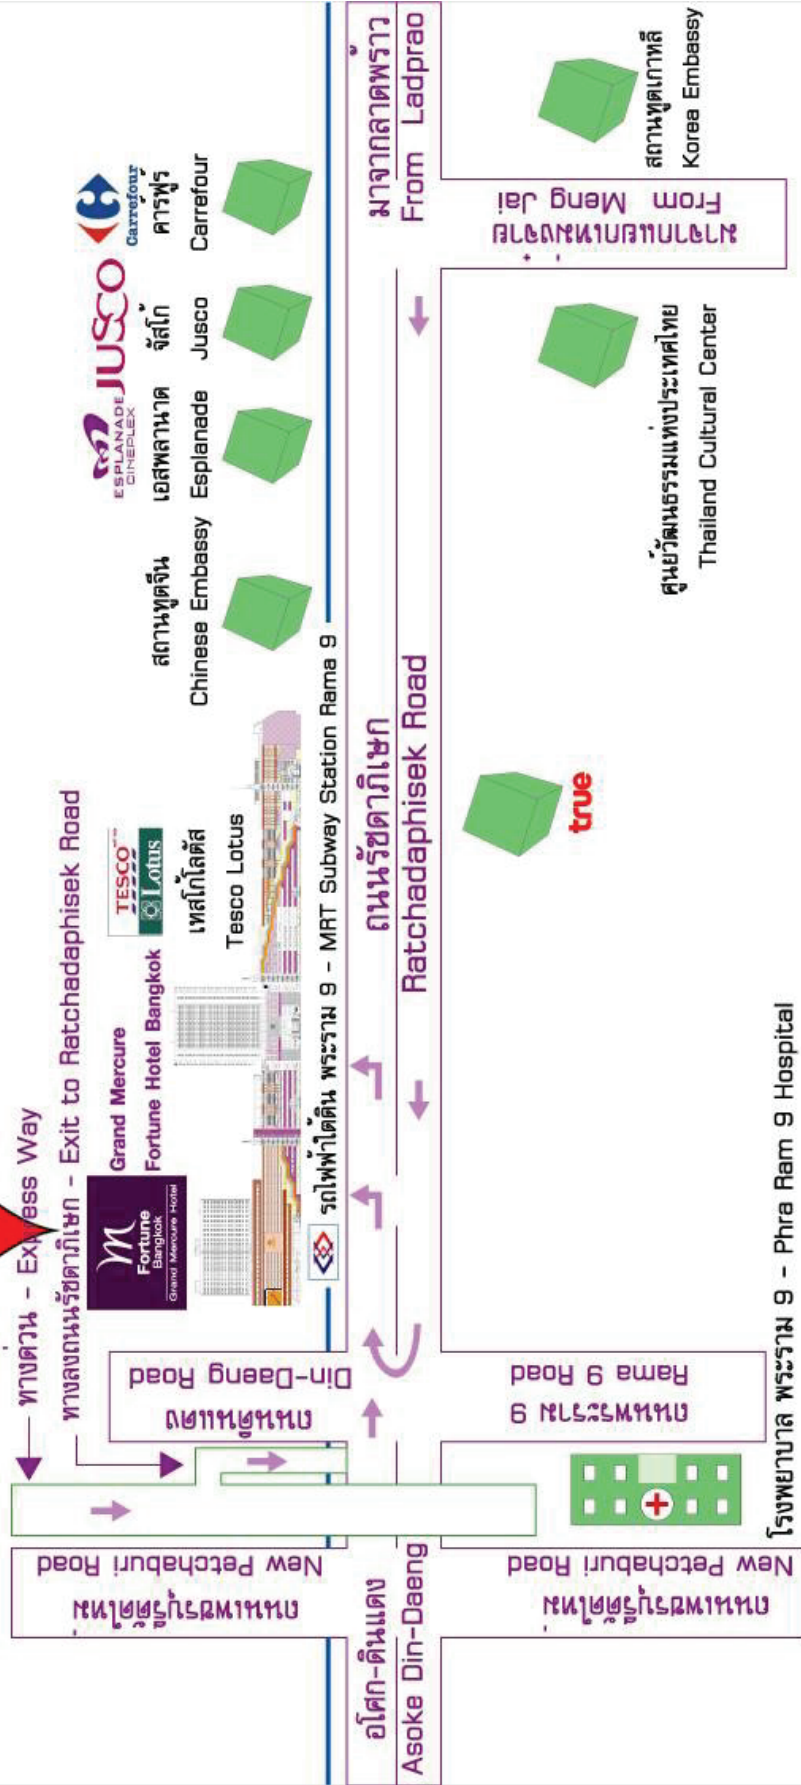 ทางด่วน - Express Way
ทางลงถนนรัชดาภิเษก - Exit to Ratchadaphisek Road
m
Fortune
Bangkok
Grand Mercure Hotel
Grand Mercure
Fortune Hotel Bangkok
TESCO
Lotus
เทสโก้โลตัส
Tesco Lotus
สถานทูตจีน
Chinese Embassy
ESPLANADE
CINEPLEX
เอสพลานาด
Esplanade
JUSCO
จัสโก้
Jusco
Carrefour
คาร์ฟูร์
Carrefour
รถไฟฟ้าใต้ดิน พระราม 9 - MRT Subway Station Rama 9
ถนนเพชรบุรีตัดใหม่
New Petchaburi Road
ถนนดินแดง
Din-Daeng Road
อโศก-ดินแดง
Asoke Din-Daeng
ถนนรัชดาภิเษก
Ratchadaphisek Road
มาจากลาดพร้าว
From Ladprao
ถนนเพชรบุรีตัดใหม่
New Petchaburi Road
ถนนพระราม 9
Rama 9 Road
มาจากแยกเหม่งจ๋าย
From Meng Jai
true
ศูนย์วัฒนธรรมแห่งประเทศไทย
Thailand Cultural Center
สถานทูตเกาหลี
Korea Embassy
โรงพยาบาล พระราม 9 - Phra Ram 9 Hospital